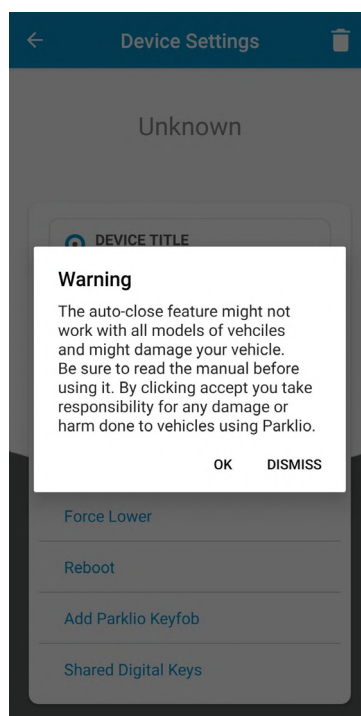 Device Settings
Unknown
DEVICE TITLE
Warning
The auto-close feature might not
work with all models of vehciles
and might damage your vehicle.
Be sure to read the manual before
using it. By clicking accept you take
responsibility for any damage or
harm done to vehicles using Parklio.
OK DISMISS
Force Lower
Reboot
Add Parklio Keyfob
Shared Digital Keys